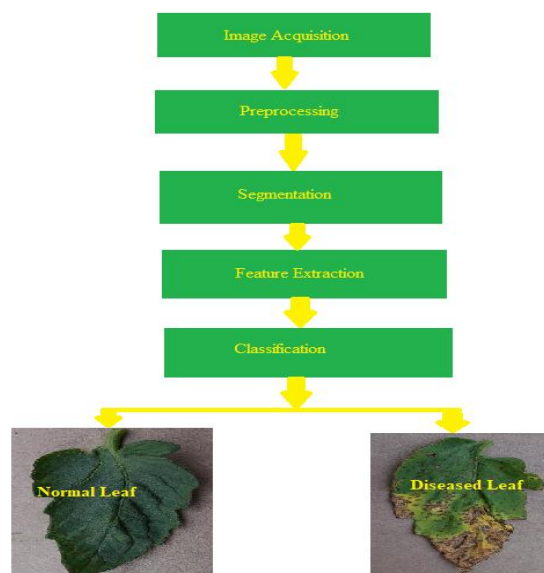 Image Acquisition
Preprocessing
Segmentation
Feature Extraction
Classification
Normal Leaf
Diseased Leaf